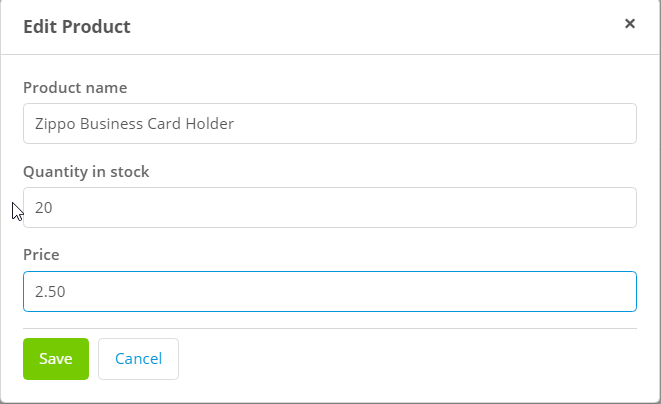 Edit Product ×
Product name
Zippo Business Card Holder
Quantity in stock
20
Price
2.50
Save Cancel